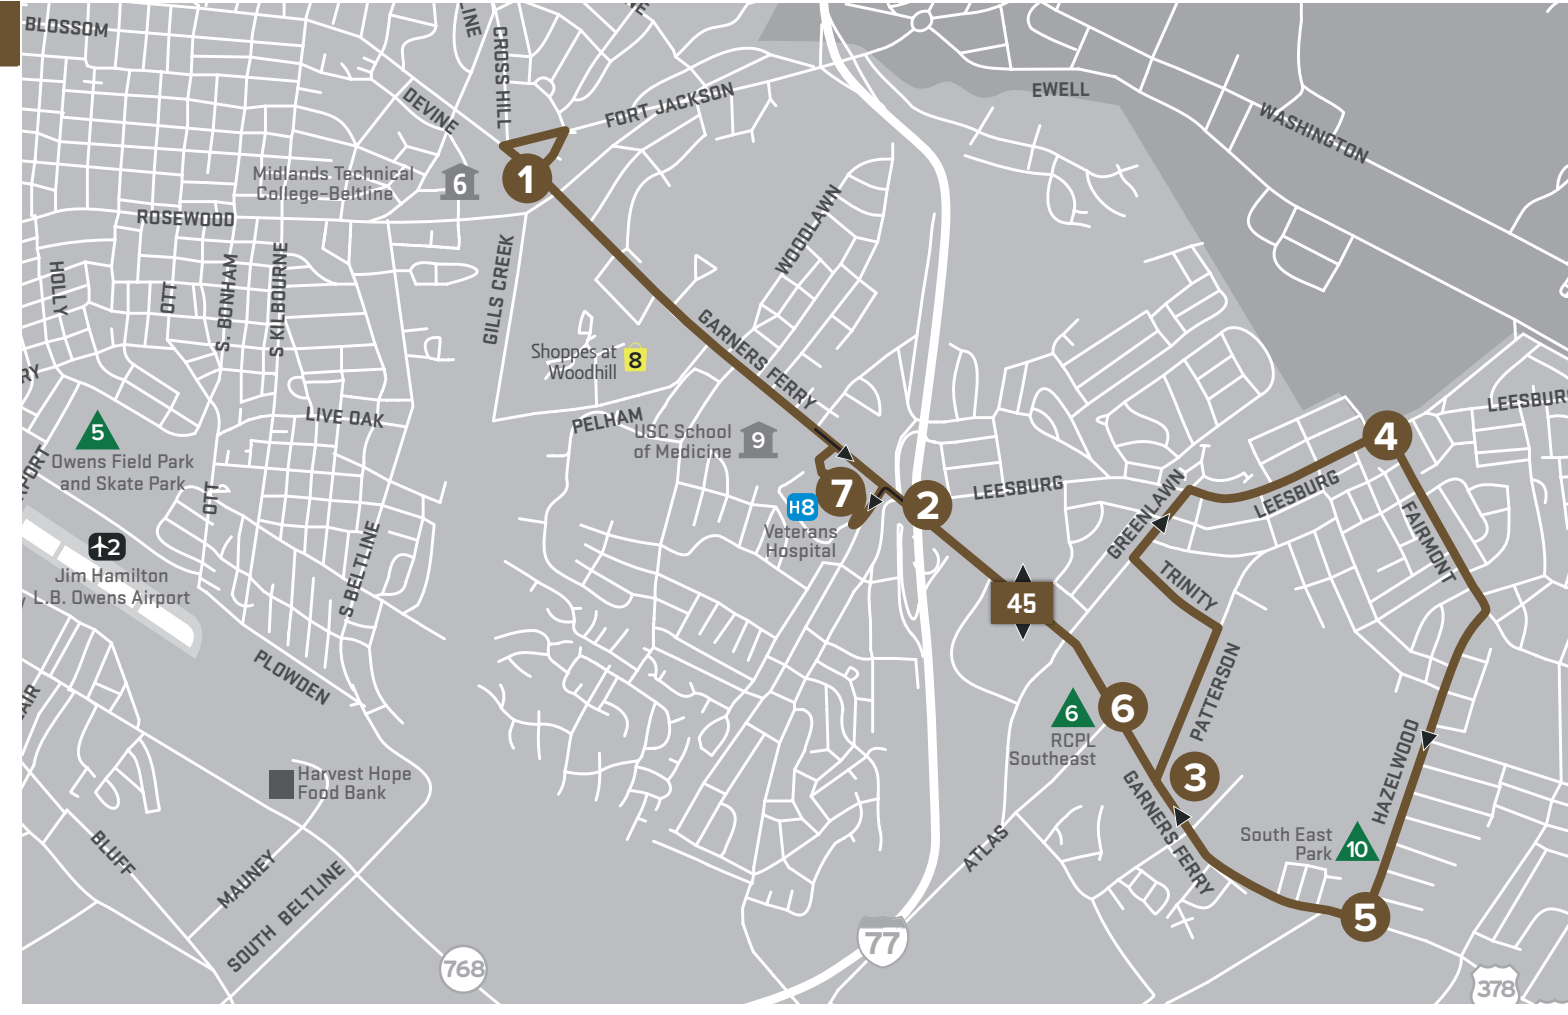 BLOSSOM
CROSS HILL
DEVINE
FORT JACKSON
EWELL
WASHINGTON
Midlands Technical
College–Beltline
6
1
ROSEWOOD
WOODLAWN
HOLLY
OTT
S. BONHAM
S KILBOURNE
GILLS CREEK
GARNERS FERRY
Shoppes at
Woodhill
8
RY
LIVE OAK
PELHAM
USC School
of Medicine
9
LEESBUR
4
5
Owens Field Park
and Skate Park
PORT
OTT
7
H8
Veterans
Hospital
2
LEESBURG
GREENLAWN
LEESBURG
FAIRMONT
2
Jim Hamilton
L.B. Owens Airport
S BELTLINE
45
TRINITY
PLOWDEN
AIR
PATTERSON
6
RCPL
Southeast
6
3
HAZELWOOD
Harvest Hope
Food Bank
GARNERS FERRY
South East
Park
10
BLUFF
MAUNEY
SOUTH BELTLINE
ATLAS
5
77
768
378